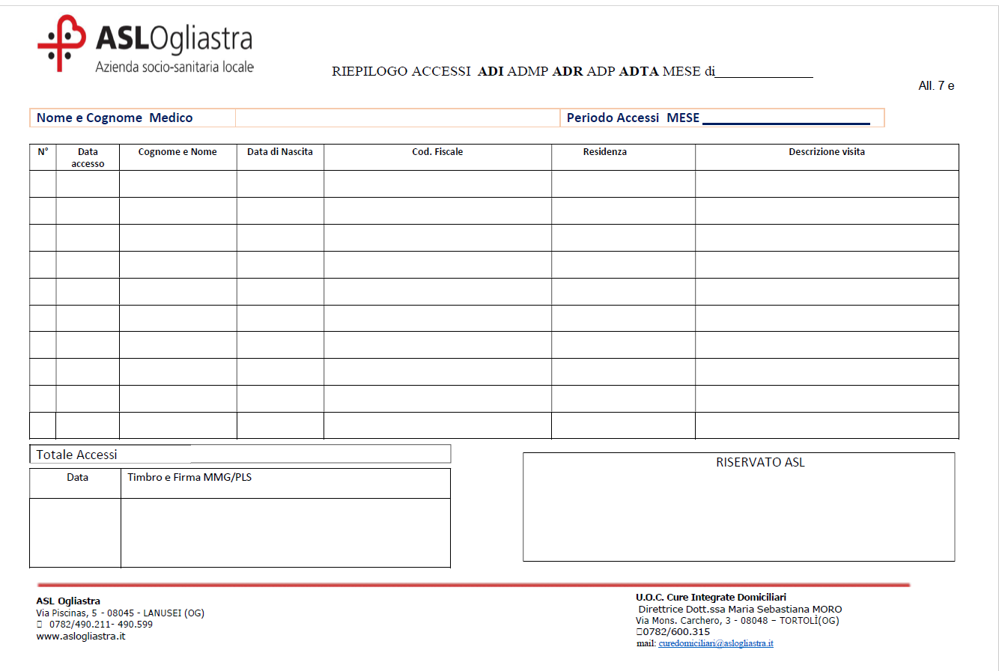 ASLOgliastra
Azienda socio-sanitaria locale
RIEPILOGO ACCESSI ADI ADMP ADR ADP ADTA MESE di_______________
All. 7 e
Nome e Cognome Medico
Periodo Accessi MESE _______________________
N°
Data
accesso
Cognome e Nome
Data di Nascita
Cod. Fiscale
Residenza
Descrizione visita
Totale Accessi
Data
Timbro e Firma MMG/PLS
RISERVATO ASL
ASL Ogliastra
Via Piscinas, 5 - 08045 - LANUSEI (OG)
0782/490.211- 490.599
www.aslogliastra.it
U.O.C. Cure Integrate Domiciliari
Direttrice Dott.ssa Maria Sebastiana MORO
Via Mons. Carchero, 3 - 08048 – TORTOLÌ(OG)
0782/600.315
mail: curedomiciliari@aslogliastra.it